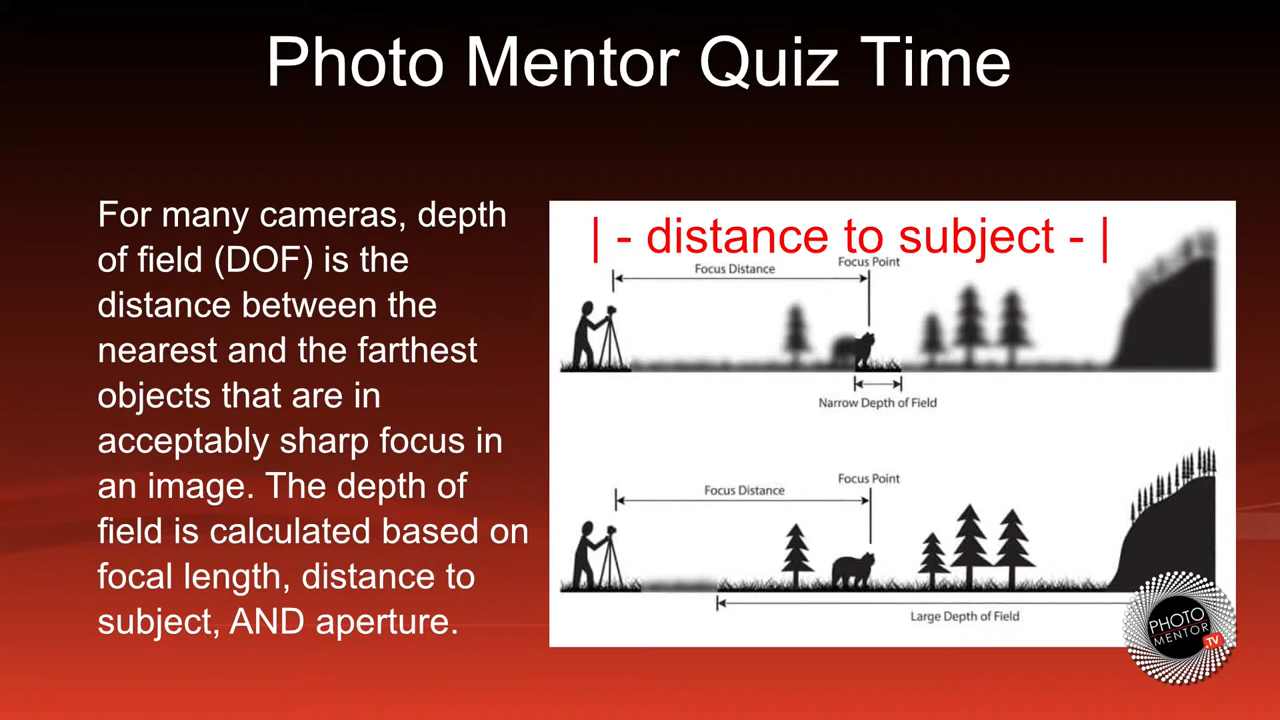 Photo Mentor Quiz Time
For many cameras, depth
of field (DOF) is the
distance between the
nearest and the farthest
objects that are in
acceptably sharp focus in
an image. The depth of
field is calculated based on
focal length, distance to
subject, AND aperture.
| - distance to subject - |
Focus Distance
Focus Point
Narrow Depth of Field
Focus Distance
Focus Point
Large Depth of Field
PHOTO
MENTOR
TV